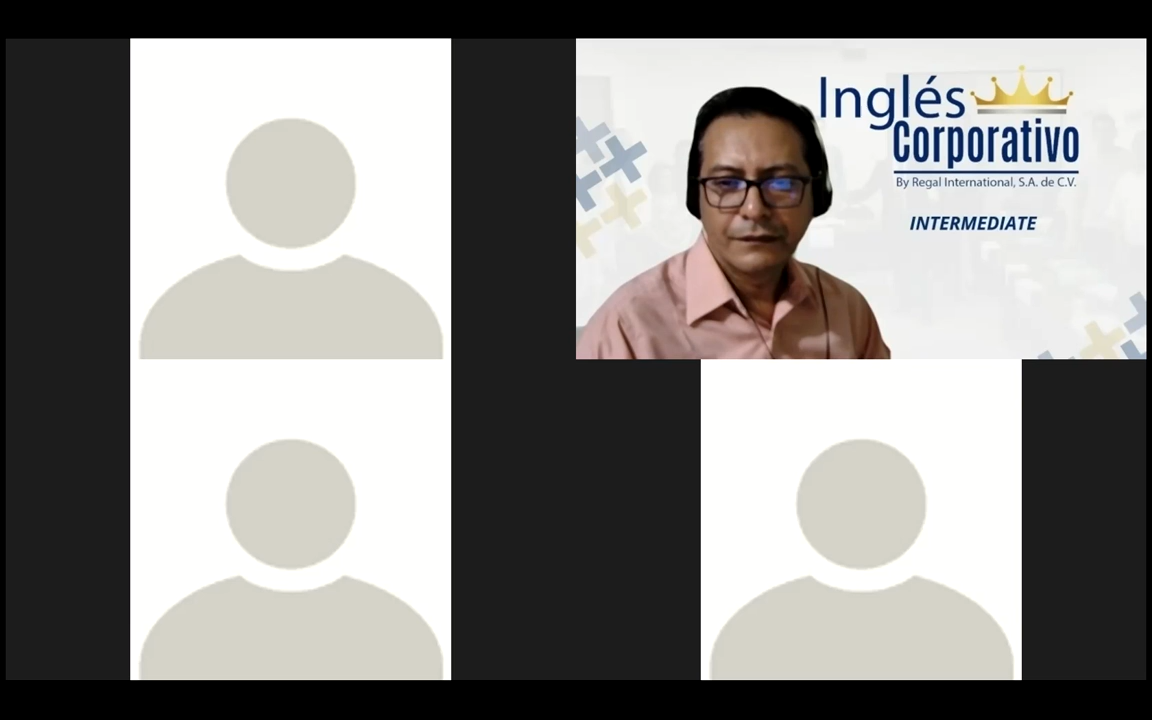 Inglés
Corporativo
By Regal International, S.A. de C.V.
INTERMEDIATE